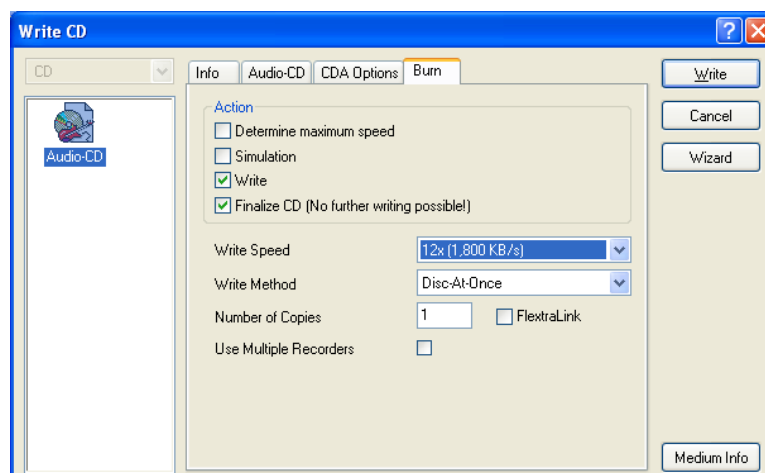 Write CD
CD
Audio-CD
Info
Audio-CD
CDA Options
Burn
Action
Determine maximum speed
Simulation
Write
Finalize CD (No further writing possible!)
Write Speed
12x (1,800 KB/s)
Write Method
Disc-At-Once
Number of Copies
1
FlextraLink
Use Multiple Recorders
Write
Cancel
Wizard
Medium Info